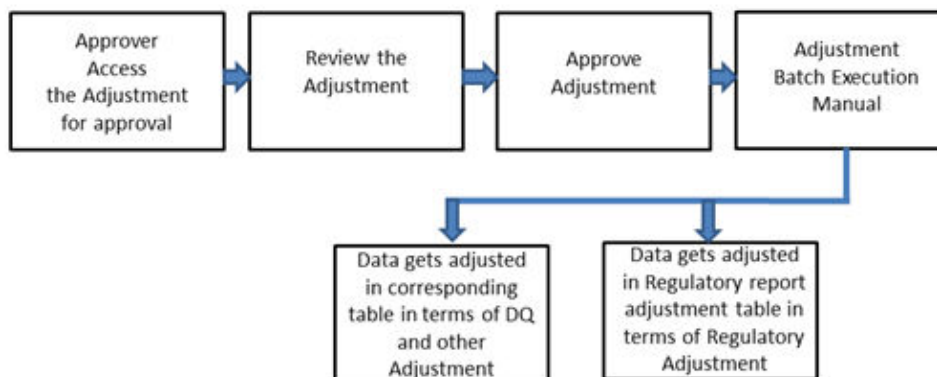 Approver
Access
the Adjustment
for approval
Review the
Adjustment
Approve
Adjustment
Adjustment
Batch Execution
Manual
Data gets adjusted
in corresponding
table in terms of DQ
and other
Adjustment
Data gets adjusted
in Regulatory report
adjustment table in
terms of Regulatory
Adjustment